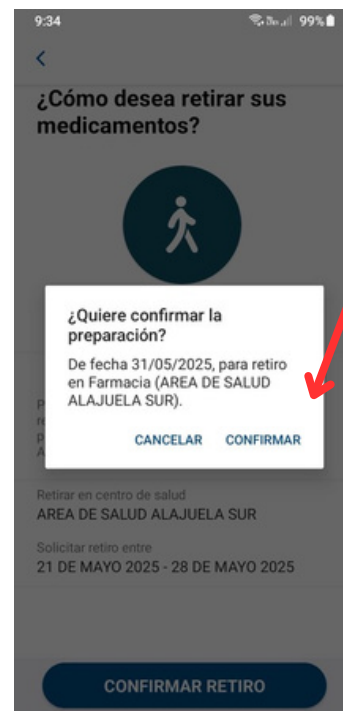 9:34
99%
¿Cómo desea retirar sus
medicamentos?
¿Quiere confirmar la
preparación?
De fecha 31/05/2025, para retiro
en Farmacia (AREA DE SALUD
ALAJUELA SUR).
CANCELAR CONFIRMAR
Retirar en centro de salud
AREA DE SALUD ALAJUELA SUR
Solicitar retiro entre
21 DE MAYO 2025 - 28 DE MAYO 2025
CONFIRMAR RETIRO